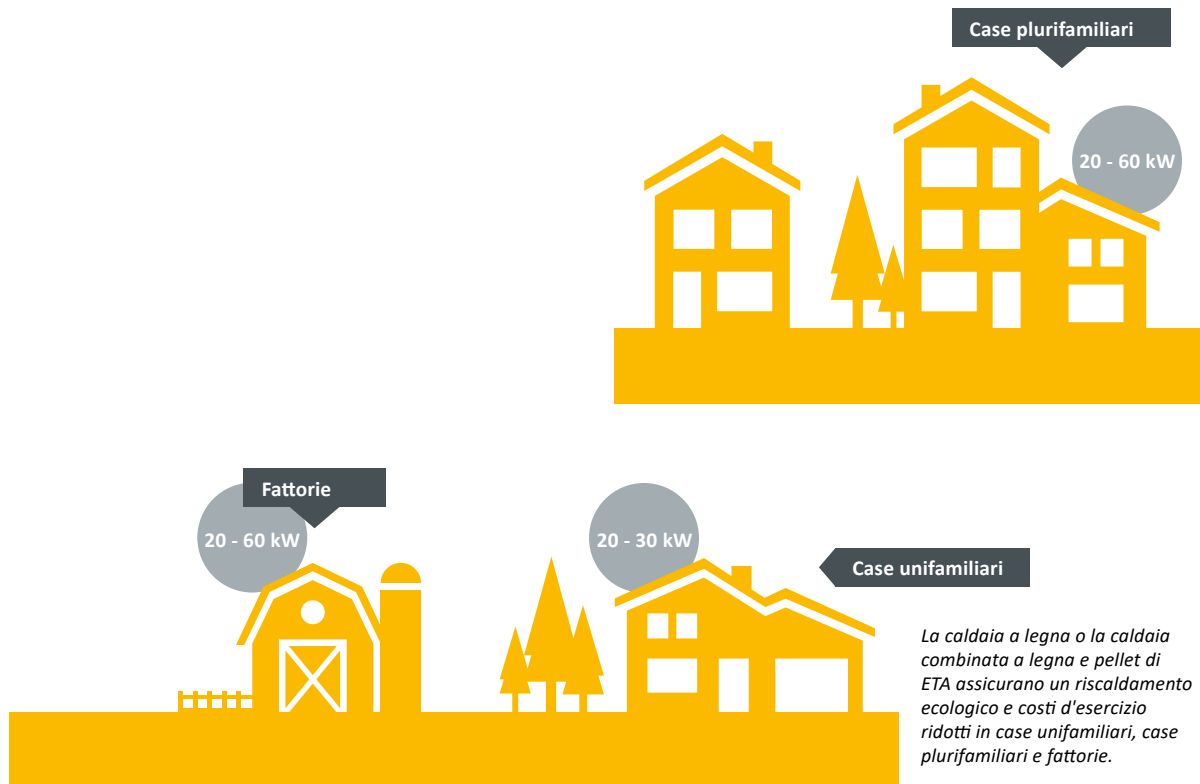 Case plurifamiliari
20 - 60 kW
Fattorie
20 - 60 kW
20 - 30 kW
Case unifamiliari
La caldaia a legna o la caldaia
combinata a legna e pellet di
ETA assicurano un riscaldamento
ecologico e costi d'esercizio
ridotti in case unifamiliari, case
plurifamiliari e fattorie.